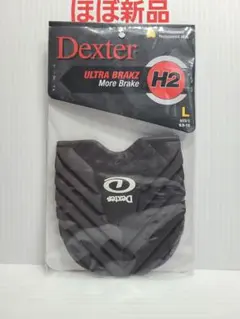 ほぼ新品
Dexter
ULTRA BRAKZ
More Brake
H2
L
Dexter